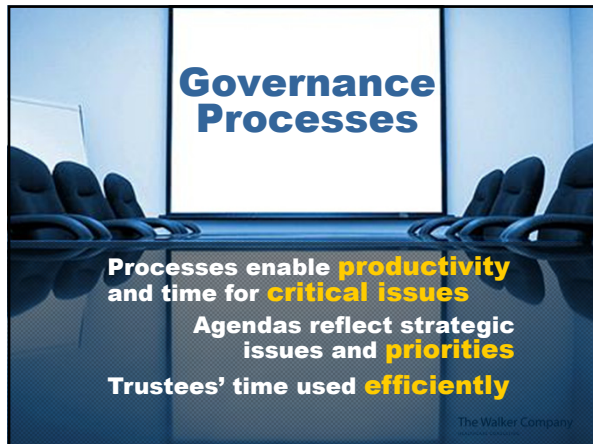 Governance
Processes
Processes enable productivity
and time for critical issues
Agendas reflect strategic
issues and priorities
Trustees’ time used efficiently
The Walker Company